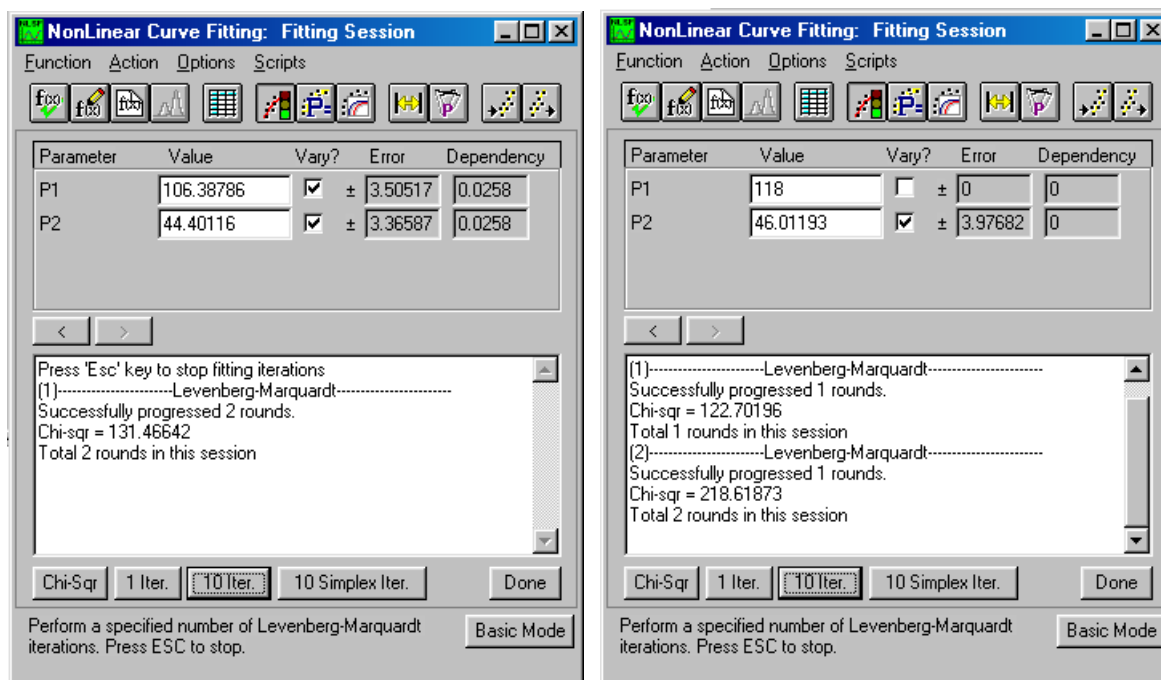 NLSF NonLinear Curve Fitting: Fitting Session
Function Action Options Scripts
f(x) f(x) f(x) P P
Parameter Value Vary? Error Dependency
P1 106.38786 ± 3.50517 0.0258
P2 44.40116 ± 3.36587 0.0258
< >
Press 'Esc' key to stop fitting iterations
(1)------------------------Levenberg-Marquardt------------------------
Successfully progressed 2 rounds.
Chi-sqr = 131.46642
Total 2 rounds in this session
Chi-Sqr 1 Iter. 10 Iter. 10 Simplex Iter. Done
Perform a specified number of Levenberg-Marquardt
iterations. Press ESC to stop.
Basic Mode
NLSF NonLinear Curve Fitting: Fitting Session
Function Action Options Scripts
f(x) f(x) f(x) P P
Parameter Value Vary? Error Dependency
P1 118 ± 0 0
P2 46.01193 ± 3.97682 0
< >
(1)------------------------Levenberg-Marquardt------------------------
Successfully progressed 1 rounds.
Chi-sqr = 122.70196
Total 1 rounds in this session
(2)------------------------Levenberg-Marquardt------------------------
Successfully progressed 1 rounds.
Chi-sqr = 218.61873
Total 2 rounds in this session
Chi-Sqr 1 Iter. 10 Iter. 10 Simplex Iter. Done
Perform a specified number of Levenberg-Marquardt
iterations. Press ESC to stop.
Basic Mode